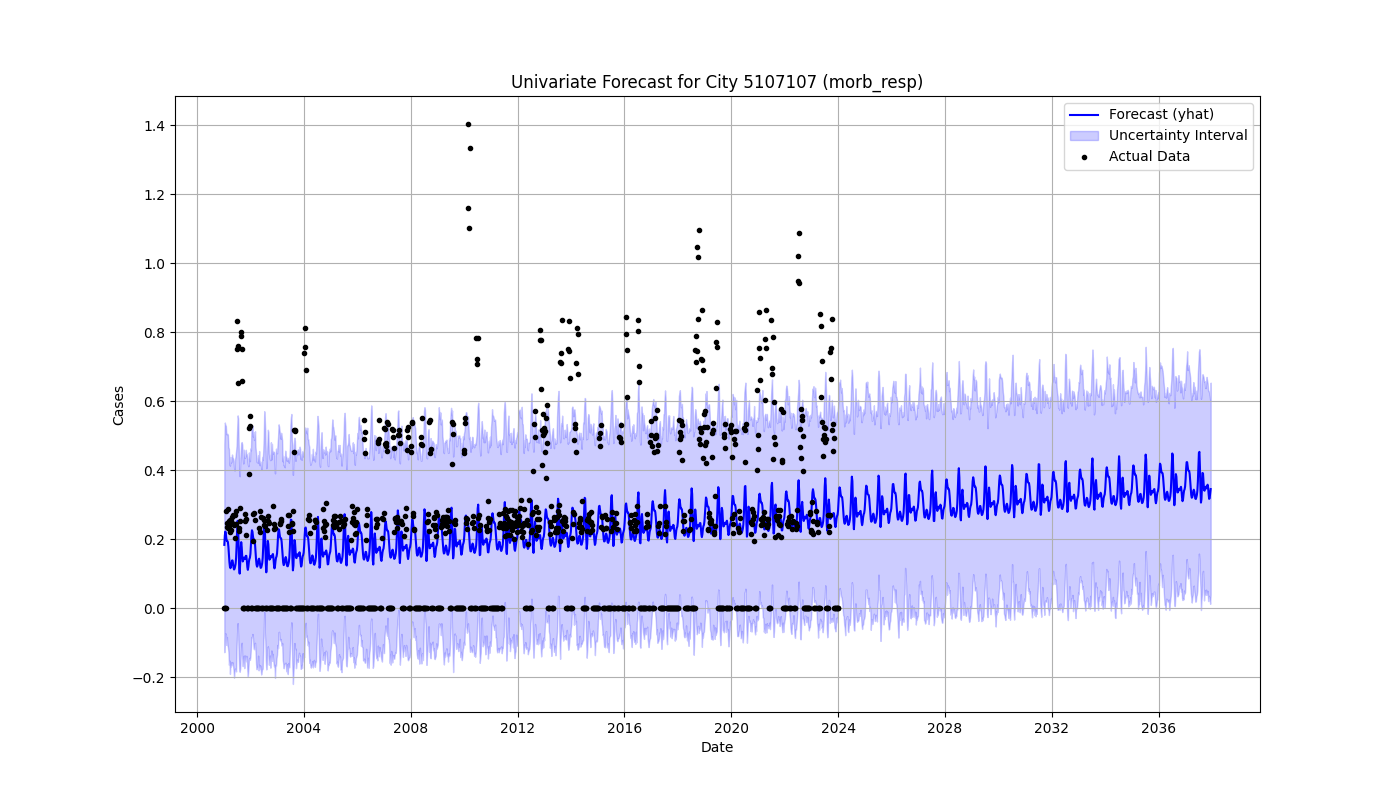 Univariate Forecast for City 5107107 (morb_resp)
Forecast (yhat)
Uncertainty Interval
Actual Data
1.4
1.2
1.0
0.8
0.6
0.4
0.2
0.0
−0.2
Cases
2000 2004 2008 2012 2016 2020 2024 2028 2032 2036
Date